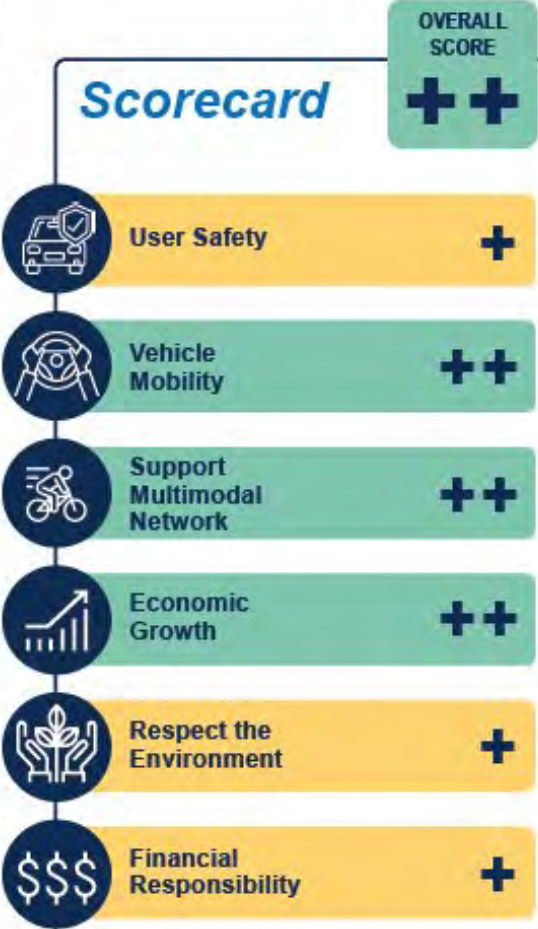 OVERALL
SCORE
++
Scorecard
User Safety +
Vehicle
Mobility ++
Support
Multimodal
Network ++
Economic
Growth ++
Respect the
Environment +
$$$
Financial
Responsibility +